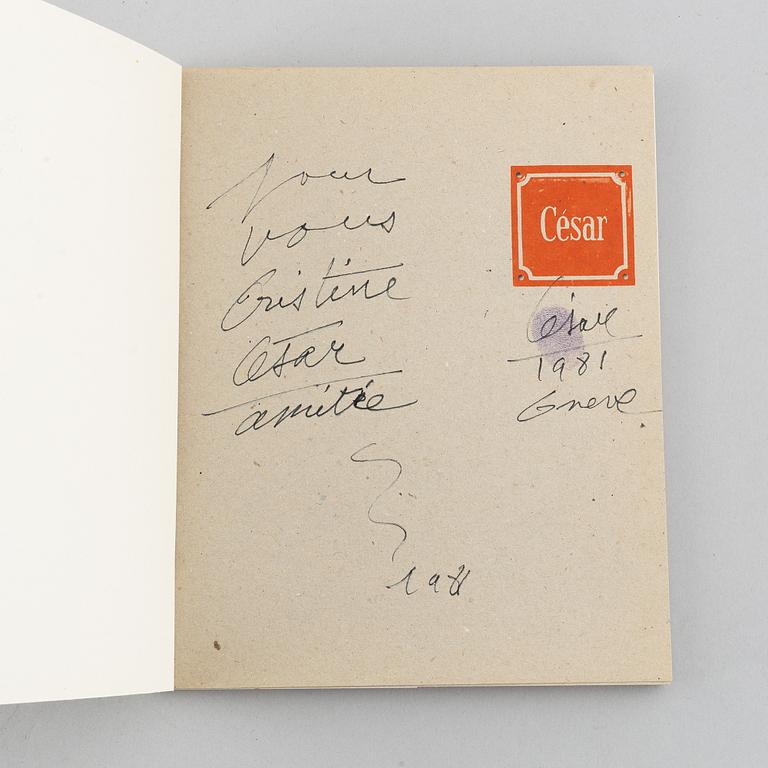 pour
vous
Cristine
César
amitié
1981
César
César
1981
Geneve